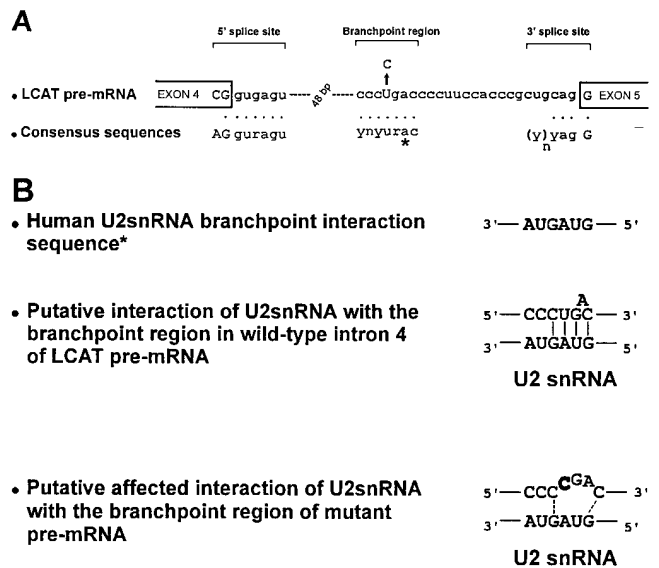 A
5' splice site
Branchpoint region
3' splice site
C
• LCAT pre-mRNA EXON 4 CG gugagu 48 bp cccUgaccccuuccacccgcugcag G EXON 5
• Consensus sequences AG guragu ynyurac (y)yag G
* n
B
• Human U2snRNA branchpoint interaction sequence*
3'— AUGAUG — 5'
• Putative interaction of U2snRNA with the branchpoint region in wild-type intron 4 of LCAT pre-mRNA
A
5'— CCCUGC — 3'
3'— AUGAUG — 5'
U2 snRNA
• Putative affected interaction of U2snRNA with the branchpoint region of mutant pre-mRNA
5'— CCCCGAC — 3'
3'— AUGAUG — 5'
U2 snRNA